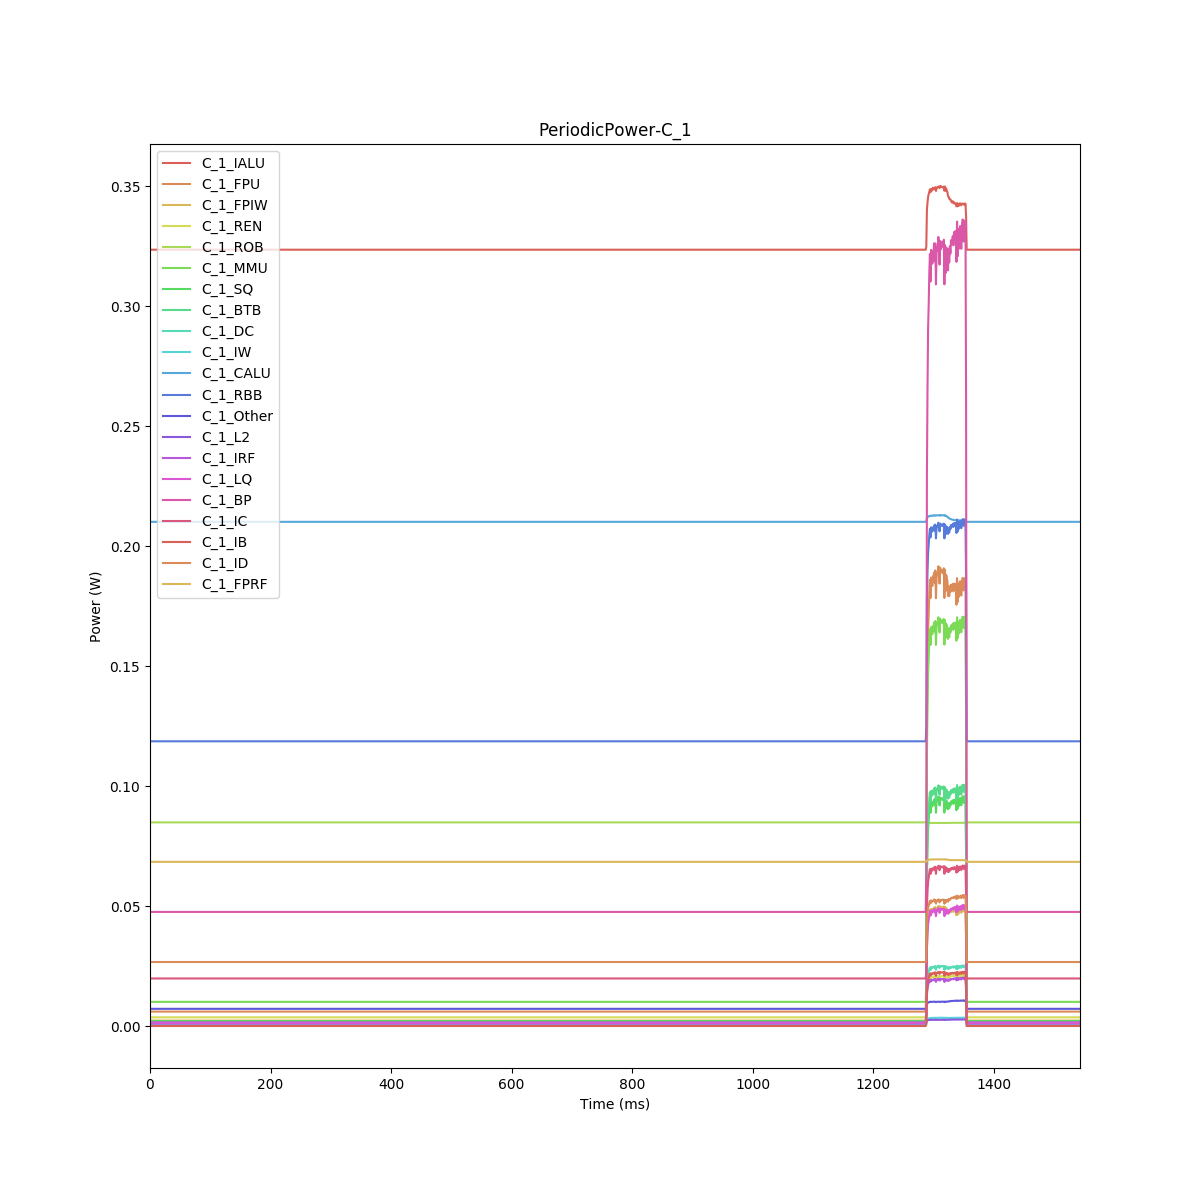 PeriodicPower-C_1
C_1_IALU
C_1_FPU
C_1_FPIW
C_1_REN
C_1_ROB
C_1_MMU
C_1_SQ
C_1_BTB
C_1_DC
C_1_IW
C_1_CALU
C_1_RBB
C_1_Other
C_1_L2
C_1_IRF
C_1_LQ
C_1_BP
C_1_IC
C_1_IB
C_1_ID
C_1_FPRF
0.35
0.30
0.25
0.20
0.15
0.10
0.05
0.00
Power (W)
0 200 400 600 800 1000 1200 1400
Time (ms)